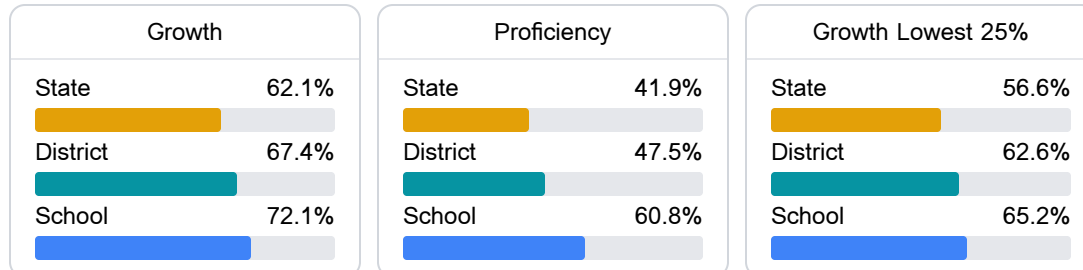 Growth
State 62.1%
District 67.4%
School 72.1%
Proficiency
State 41.9%
District 47.5%
School 60.8%
Growth Lowest 25%
State 56.6%
District 62.6%
School 65.2%